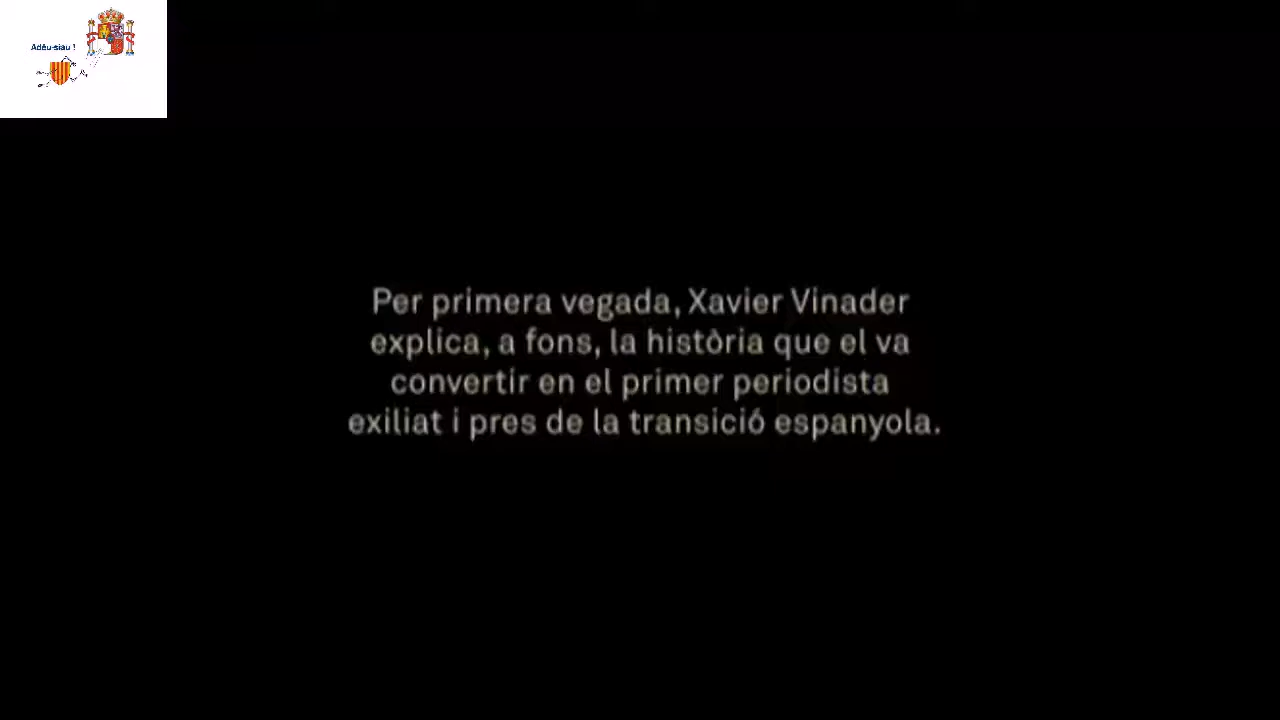 Adéu-siau !
Per primera vegada, Xavier Vinader
explica, a fons, la història que el va
convertir en el primer periodista
exiliat i pres de la transició espanyola.